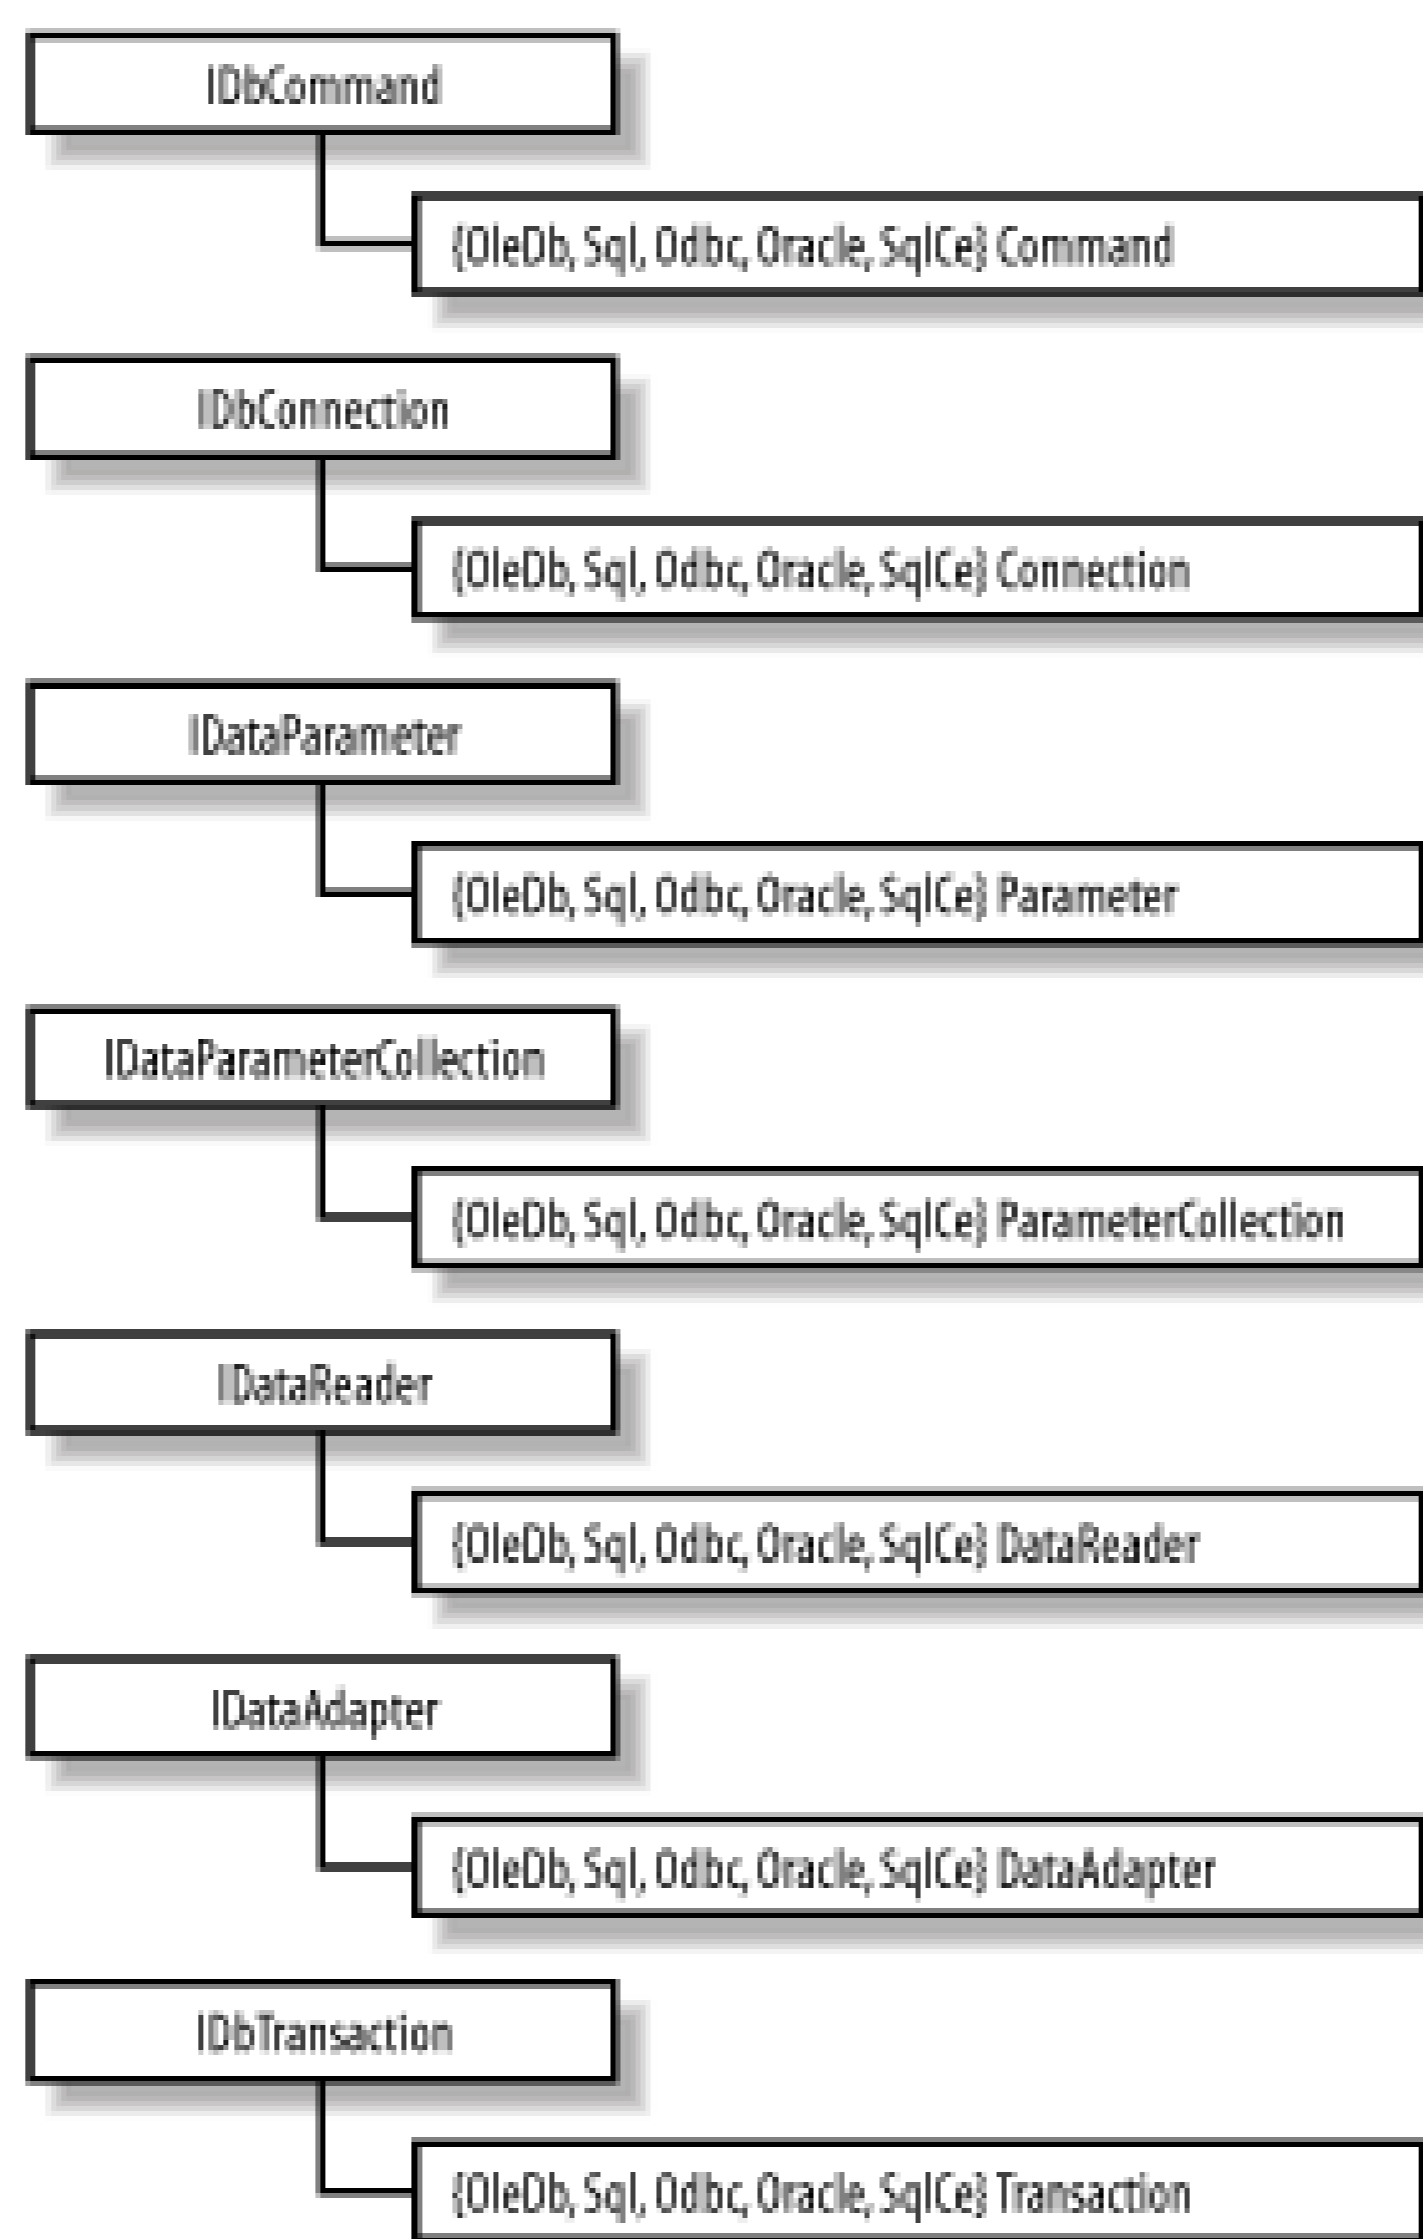 IDbCommand
{OleDb, Sql, Odbc, Oracle, SqlCe} Command
IDbConnection
{OleDb, Sql, Odbc, Oracle, SqlCe} Connection
IDataParameter
{OleDb, Sql, Odbc, Oracle, SqlCe} Parameter
IDataParameterCollection
{OleDb, Sql, Odbc, Oracle, SqlCe} ParameterCollection
IDataReader
{OleDb, Sql, Odbc, Oracle, SqlCe} DataReader
IDataAdapter
{OleDb, Sql, Odbc, Oracle, SqlCe} DataAdapter
IDbTransaction
{OleDb, Sql, Odbc, Oracle, SqlCe} Transaction